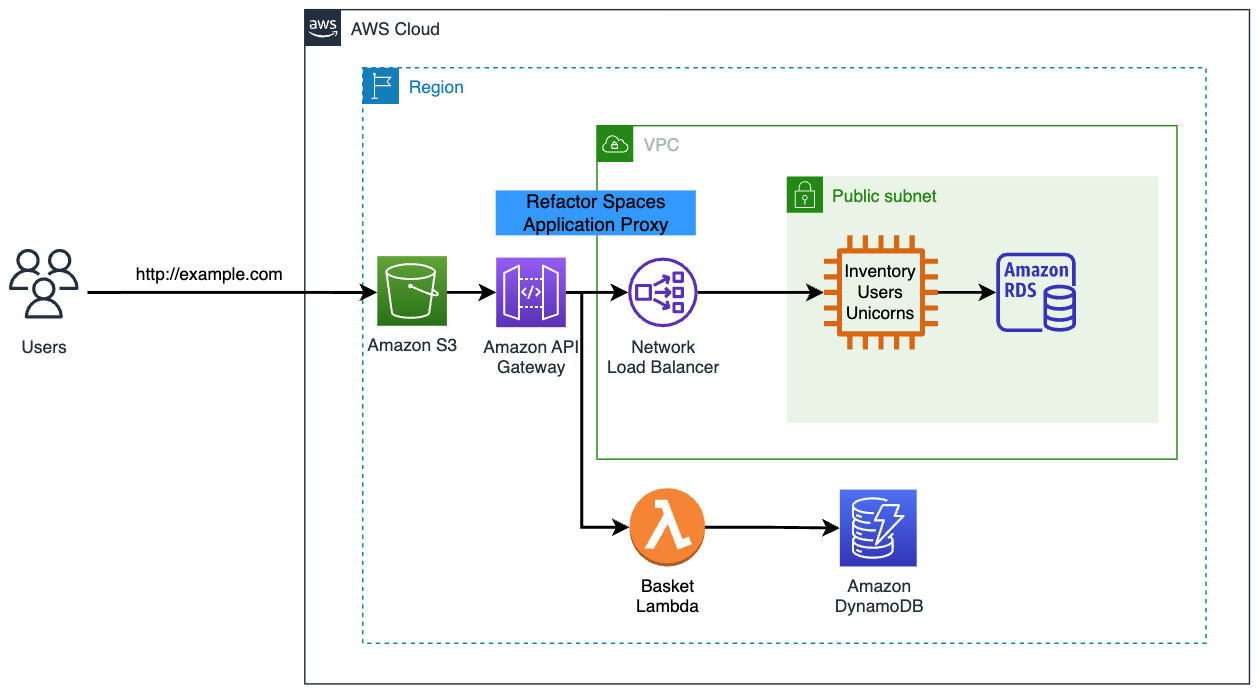 aws
AWS Cloud
Region
VPC
Refactor Spaces
Application Proxy
Public subnet
http://example.com
Users
Amazon S3
Amazon API
Gateway
</>
Network
Load Balancer
Inventory
Users
Unicorns
Amazon
RDS
λ
Basket
Lambda
Amazon
DynamoDB